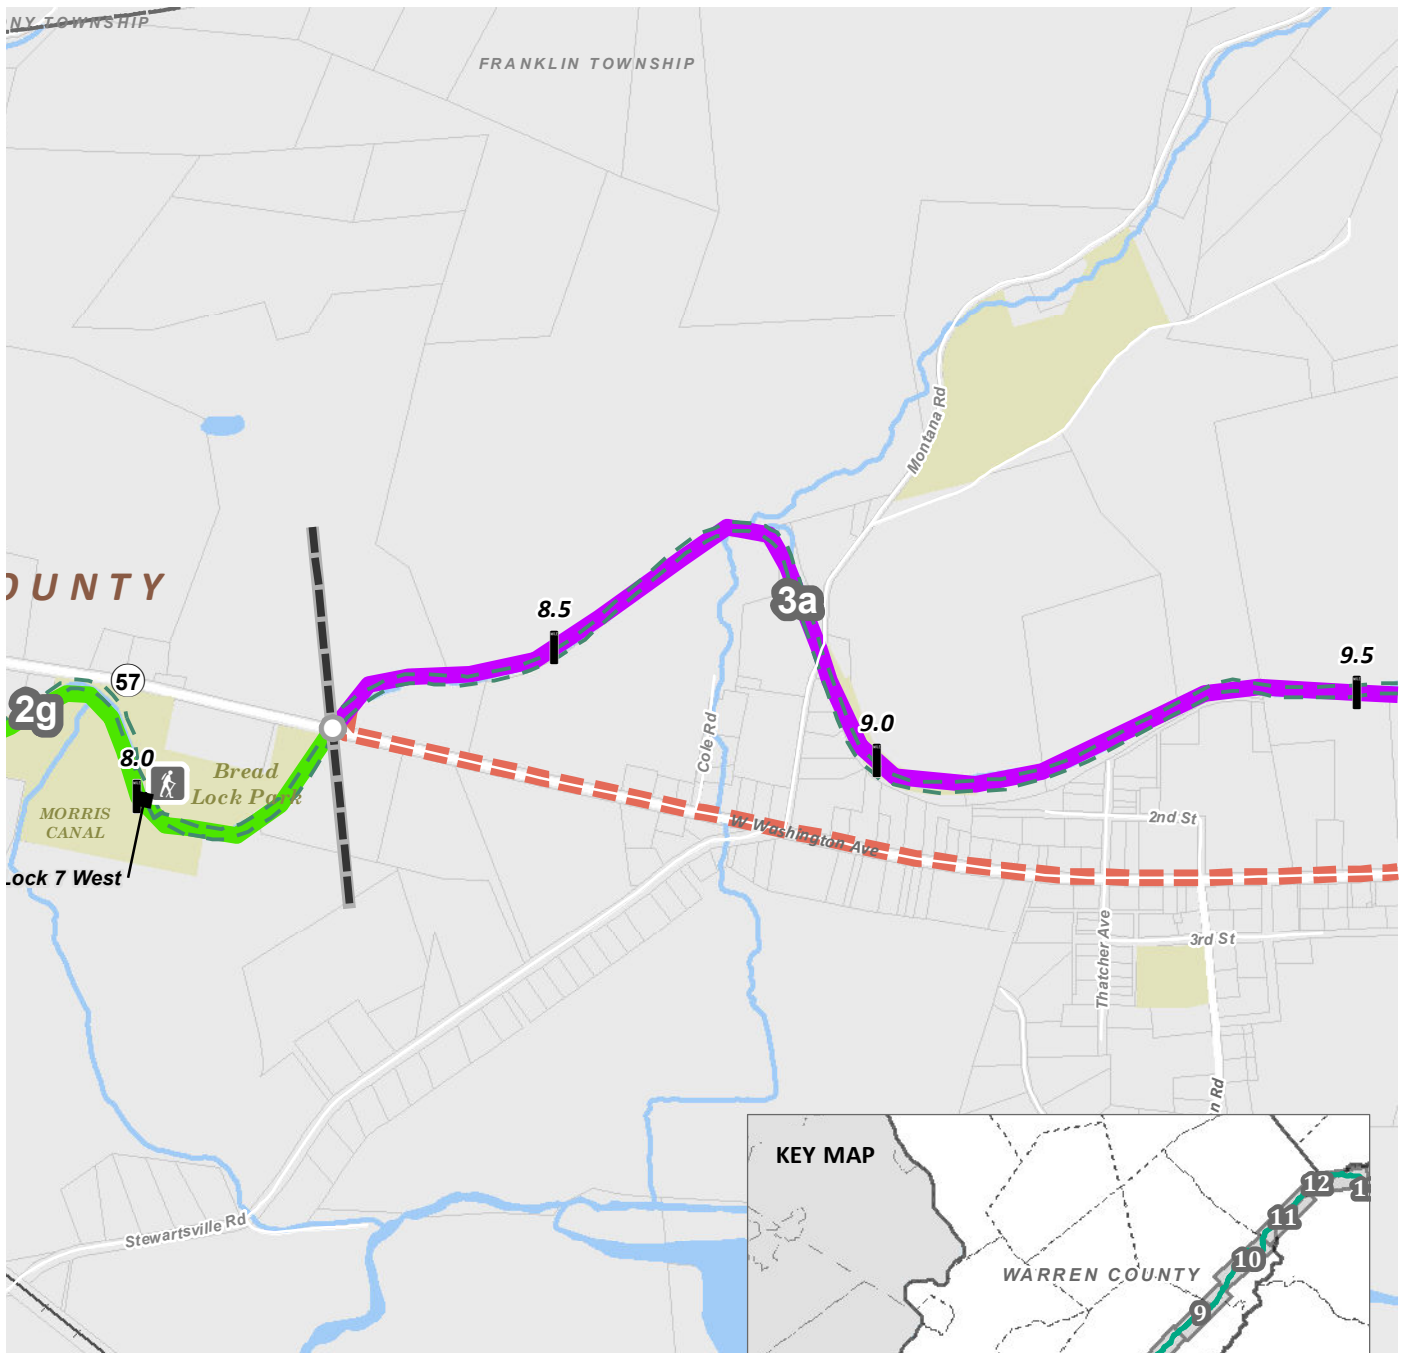 NY TOWNSHIP
FRANKLIN TOWNSHIP
Montana Rd
OUNTY
8.5
3a
57
2g
9.5
9.0
8.0
Cole Rd
Bread
Lock Park
MORRIS
CANAL
W Washington Ave
2nd St
Lock 7 West
Thatcher Ave
3rd St
n Rd
KEY MAP
12
1
11
10
WARREN COUNTY
9
Stewartsville Rd